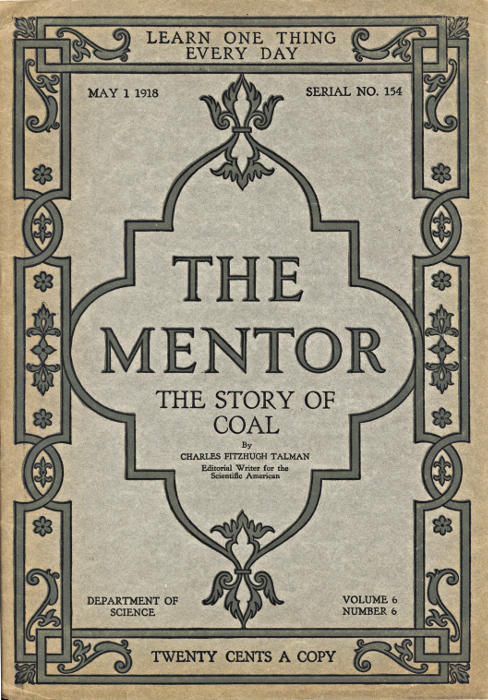 LEARN ONE THING
EVERY DAY
MAY 1 1918
SERIAL NO. 154
THE
MENTOR
THE STORY OF
COAL
By
CHARLES FITZHUGH TALMAN
Editorial Writer for the
Scientific American
DEPARTMENT OF
SCIENCE
VOLUME 6
NUMBER 6
TWENTY CENTS A COPY